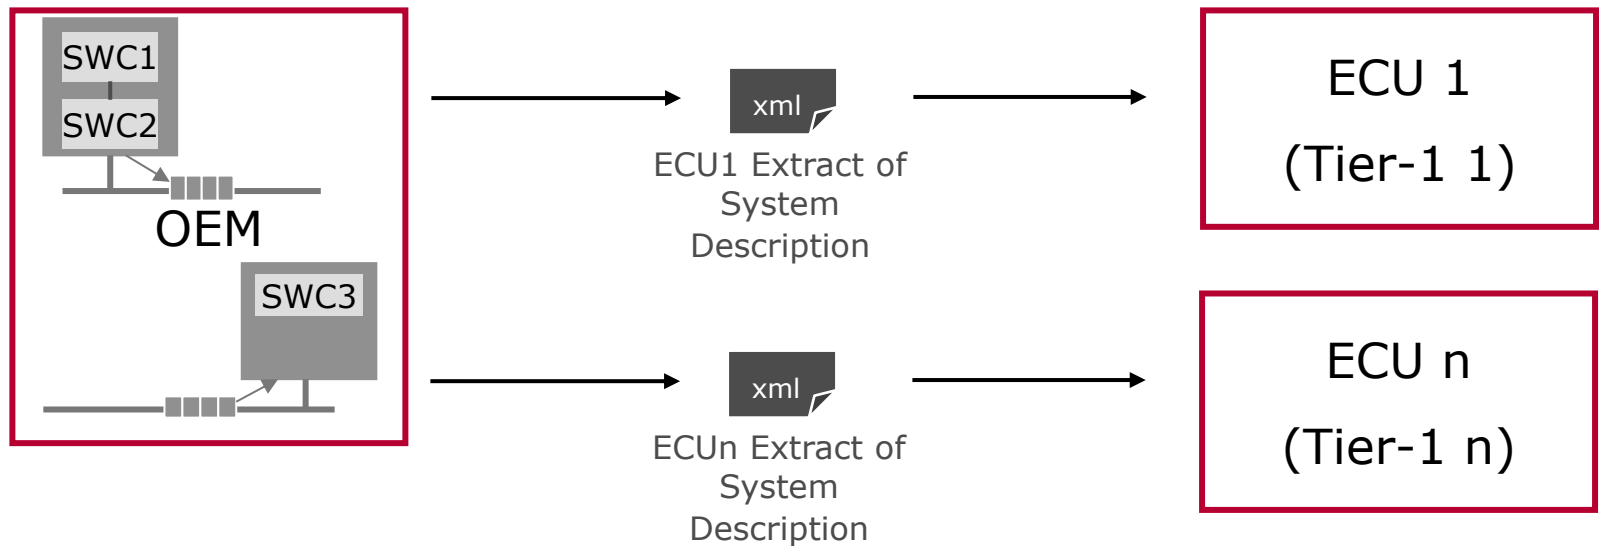 SWC1
SWC2
OEM
SWC3
xml
ECU1 Extract of
System
Description
xml
ECUn Extract of
System
Description
ECU 1
(Tier-1 1)
ECU n
(Tier-1 n)